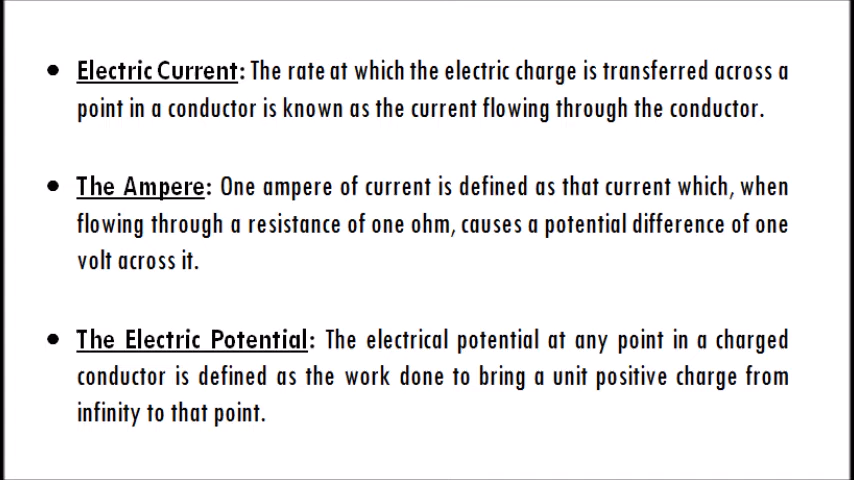 • Electric Current: The rate at which the electric charge is transferred across a
point in a conductor is known as the current flowing through the conductor.
• The Ampere: One ampere of current is defined as that current which, when
flowing through a resistance of one ohm, causes a potential difference of one
volt across it.
• The Electric Potential: The electrical potential at any point in a charged
conductor is defined as the work done to bring a unit positive charge from
infinity to that point.